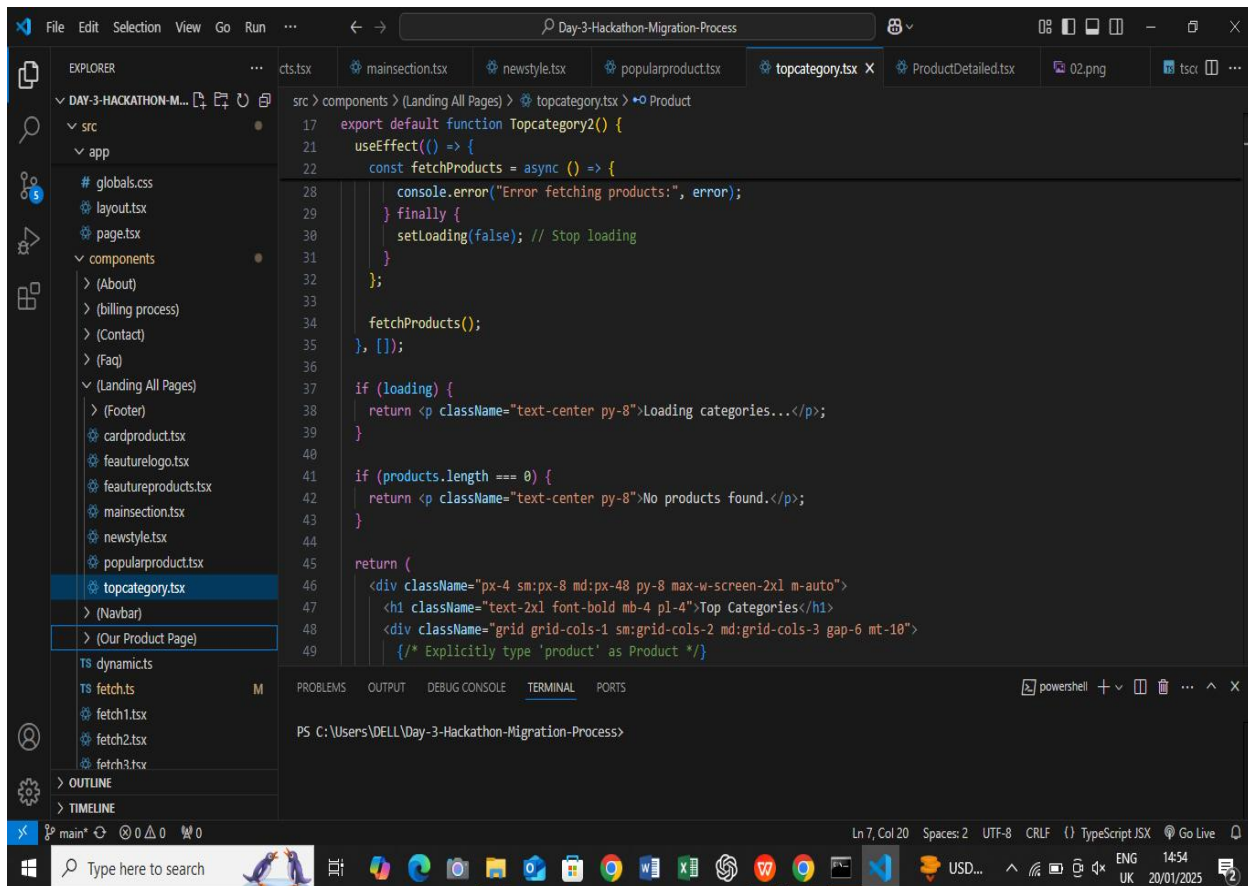 File Edit Selection View Go Run ··· Day-3-Hackathon-Migration-Process
EXPLORER ···
cts.tsx mainsection.tsx newstyle.tsx popularproduct.tsx topcategory.tsx X ProductDetailed.tsx 02.png ···
DAY-3-HACKATHON-M...
src
app
# globals.css
layout.tsx
page.tsx
components
(About)
(billing process)
(Contact)
(Faq)
(Landing All Pages)
(Footer)
cardproduct.tsx
feauturelogo.tsx
feautureproducts.tsx
mainsection.tsx
newstyle.tsx
popularproduct.tsx
topcategory.tsx
(Navbar)
(Our Product Page)
TS dynamic.ts
TS fetch.ts M
fetch1.tsx
fetch2.tsx
fetch3.tsx
OUTLINE
TIMELINE
5
src > components > (Landing All Pages) > topcategory.tsx > Product
17 export default function Topcategory2() {
21 useEffect(() => {
22 const fetchProducts = async () => {
28 console.error("Error fetching products:", error);
29 } finally {
30 setLoading(false); // Stop loading
31 }
32 };
33
34 fetchProducts();
35 }, []);
36
37 if (loading) {
38 return <p className="text-center py-8">Loading categories...</p>;
39 }
40
41 if (products.length === 0) {
42 return <p className="text-center py-8">No products found.</p>;
43 }
44
45 return (
46 <div className="px-4 sm:px-8 md:px-48 py-8 max-w-screen-2xl m-auto">
47 <h1 className="text-2xl font-bold mb-4 pl-4">Top Categories</h1>
48 <div className="grid grid-cols-1 sm:grid-cols-2 md:grid-cols-3 gap-6 mt-10">
49 {/* Explicitly type 'product' as Product */}
PROBLEMS OUTPUT DEBUG CONSOLE TERMINAL PORTS powershell
PS C:\Users\DELL\Day-3-Hackathon-Migration-Process>
main* 0 0 0 Ln 7, Col 20 Spaces: 2 UTF-8 CRLF {} TypeScript JSX Go Live
Type here to search USD... ENG 14:54
UK 20/01/2025 2